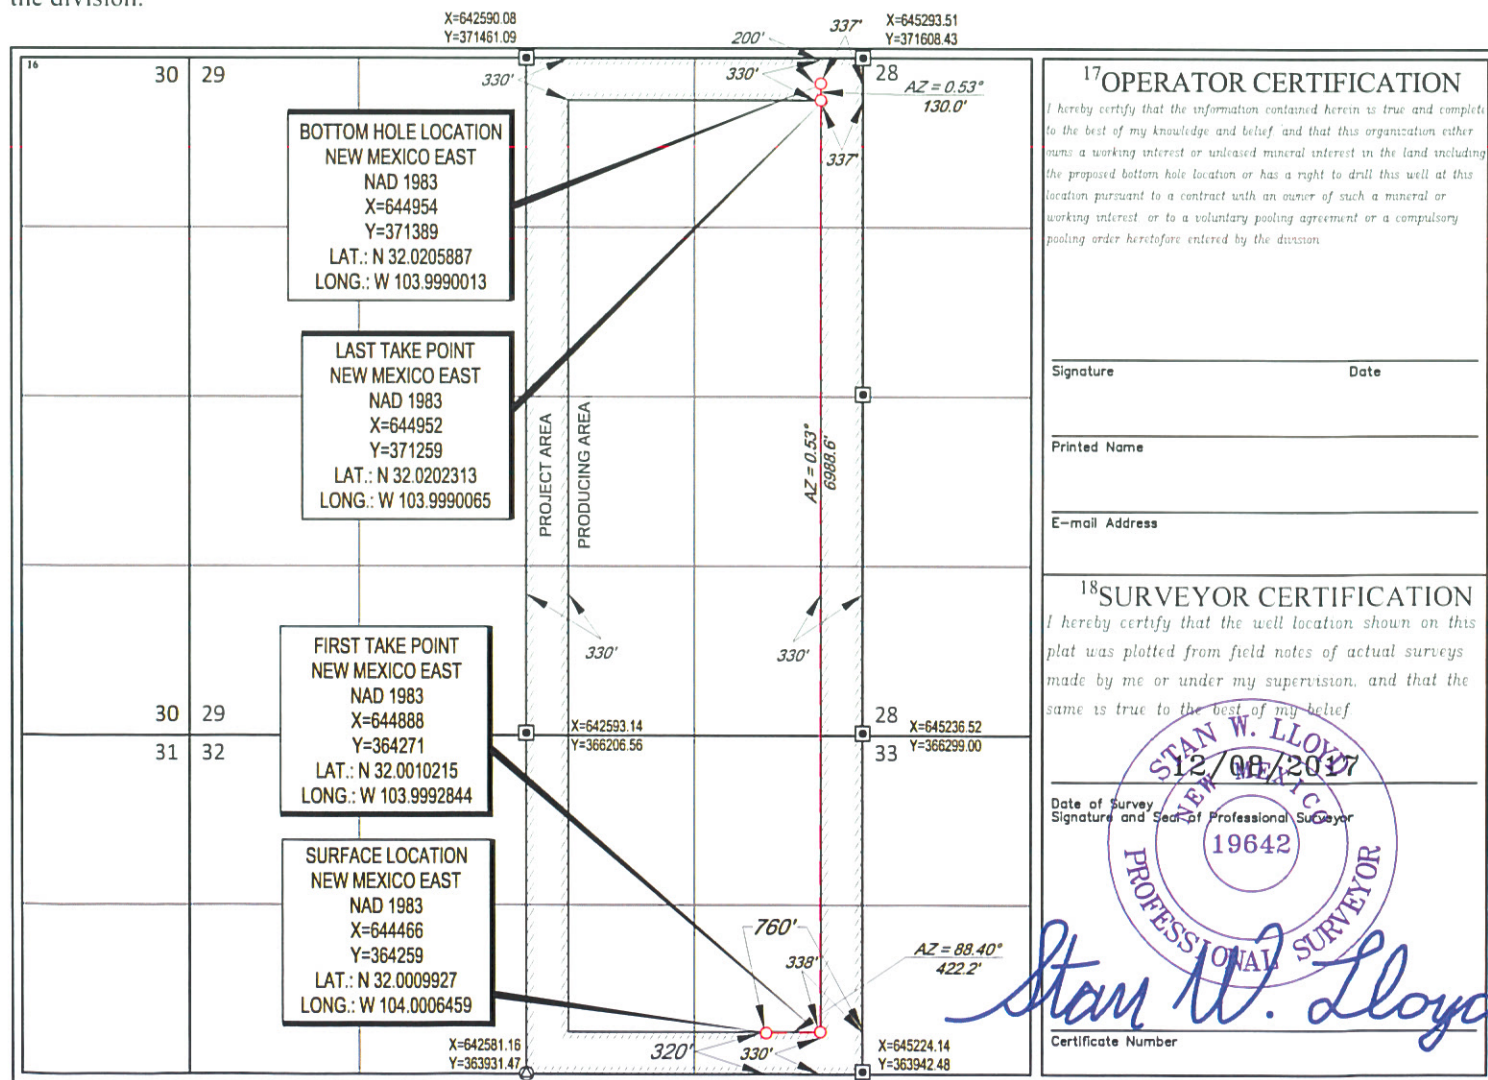 the division.
X=642590.08
Y=371461.09
X=645293.51
Y=371608.43
337'
200'
330'
330'
16
30
29
28
AZ = 0.53°
130.0'
337'
BOTTOM HOLE LOCATION
NEW MEXICO EAST
NAD 1983
X=644954
Y=371389
LAT.: N 32.0205887
LONG.: W 103.9990013
LAST TAKE POINT
NEW MEXICO EAST
NAD 1983
X=644952
Y=371259
LAT.: N 32.0202313
LONG.: W 103.9990065
PROJECT AREA
PRODUCING AREA
AZ = 0.53°
6988.6'
330'
330'
FIRST TAKE POINT
NEW MEXICO EAST
NAD 1983
X=644888
Y=364271
LAT.: N 32.0010215
LONG.: W 103.9992844
30
29
31
32
X=642593.14
Y=366206.56
28
33
X=645236.52
Y=366299.00
SURFACE LOCATION
NEW MEXICO EAST
NAD 1983
X=644466
Y=364259
LAT.: N 32.0009927
LONG.: W 104.0006459
760'
338'
AZ = 88.40°
422.2'
320'
330'
X=642581.16
Y=363931.47
X=645224.14
Y=363942.48
17 OPERATOR CERTIFICATION
I hereby certify that the information contained herein is true and complete
to the best of my knowledge and belief, and that this organization either
owns a working interest or unleased mineral interest in the land including
the proposed bottom hole location or has a right to drill this well at this
location pursuant to a contract with an owner of such a mineral or
working interest, or to a voluntary pooling agreement or a compulsory
pooling order heretofore entered by the division
Signature
Date
Printed Name
E-mail Address
18 SURVEYOR CERTIFICATION
I hereby certify that the well location shown on this
plat was plotted from field notes of actual surveys
made by me or under my supervision, and that the
same is true to the best of my belief
12/08/2017
Date of Survey
Signature and Seal of Professional Surveyor
STAN W. LLOYD
NEW MEXICO
19642
PROFESSIONAL SURVEYOR
Stan W. Lloyd
Certificate Number